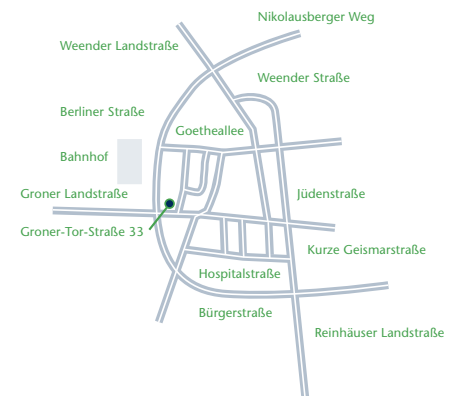 Nikolausberger Weg
Weender Landstraße
Weender Straße
Berliner Straße
Goetheallee
Bahnhof
Groner Landstraße
Jüdenstraße
Groner-Tor-Straße 33
Kurze Geismarstraße
Hospitalstraße
Bürgerstraße
Reinhäuser Landstraße